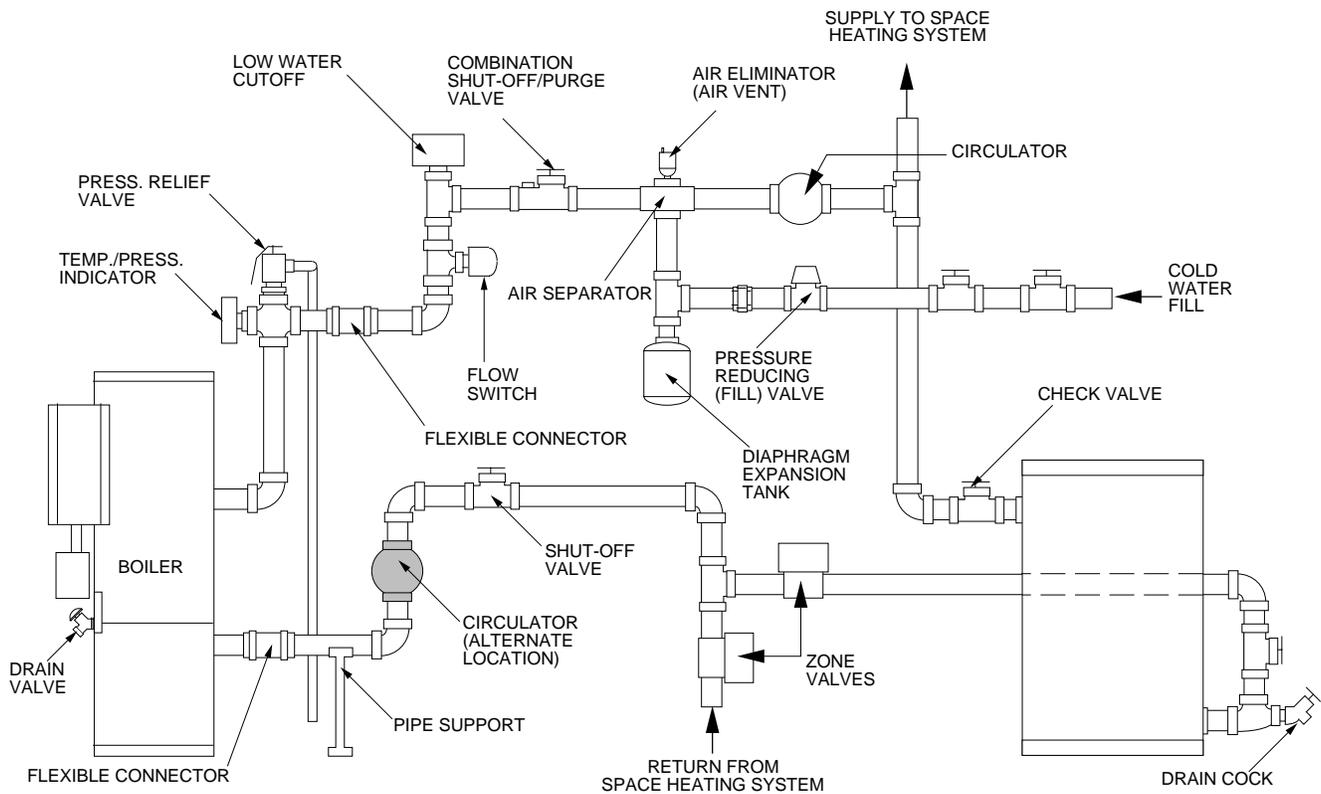 SUPPLY TO SPACE
HEATING SYSTEM
LOW WATER
CUTOFF
COMBINATION
SHUT-OFF/PURGE
VALVE
AIR ELIMINATOR
(AIR VENT)
CIRCULATOR
PRESS. RELIEF
VALVE
TEMP./PRESS.
INDICATOR
AIR SEPARATOR
COLD
WATER
FILL
FLOW
SWITCH
PRESSURE
REDUCING
(FILL) VALVE
CHECK VALVE
FLEXIBLE CONNECTOR
DIAPHRAGM
EXPANSION
TANK
SHUT-OFF
VALVE
BOILER
CIRCULATOR
(ALTERNATE
LOCATION)
DRAIN
VALVE
ZONE
VALVES
PIPE SUPPORT
FLEXIBLE CONNECTOR
RETURN FROM
SPACE HEATING SYSTEM
DRAIN COCK